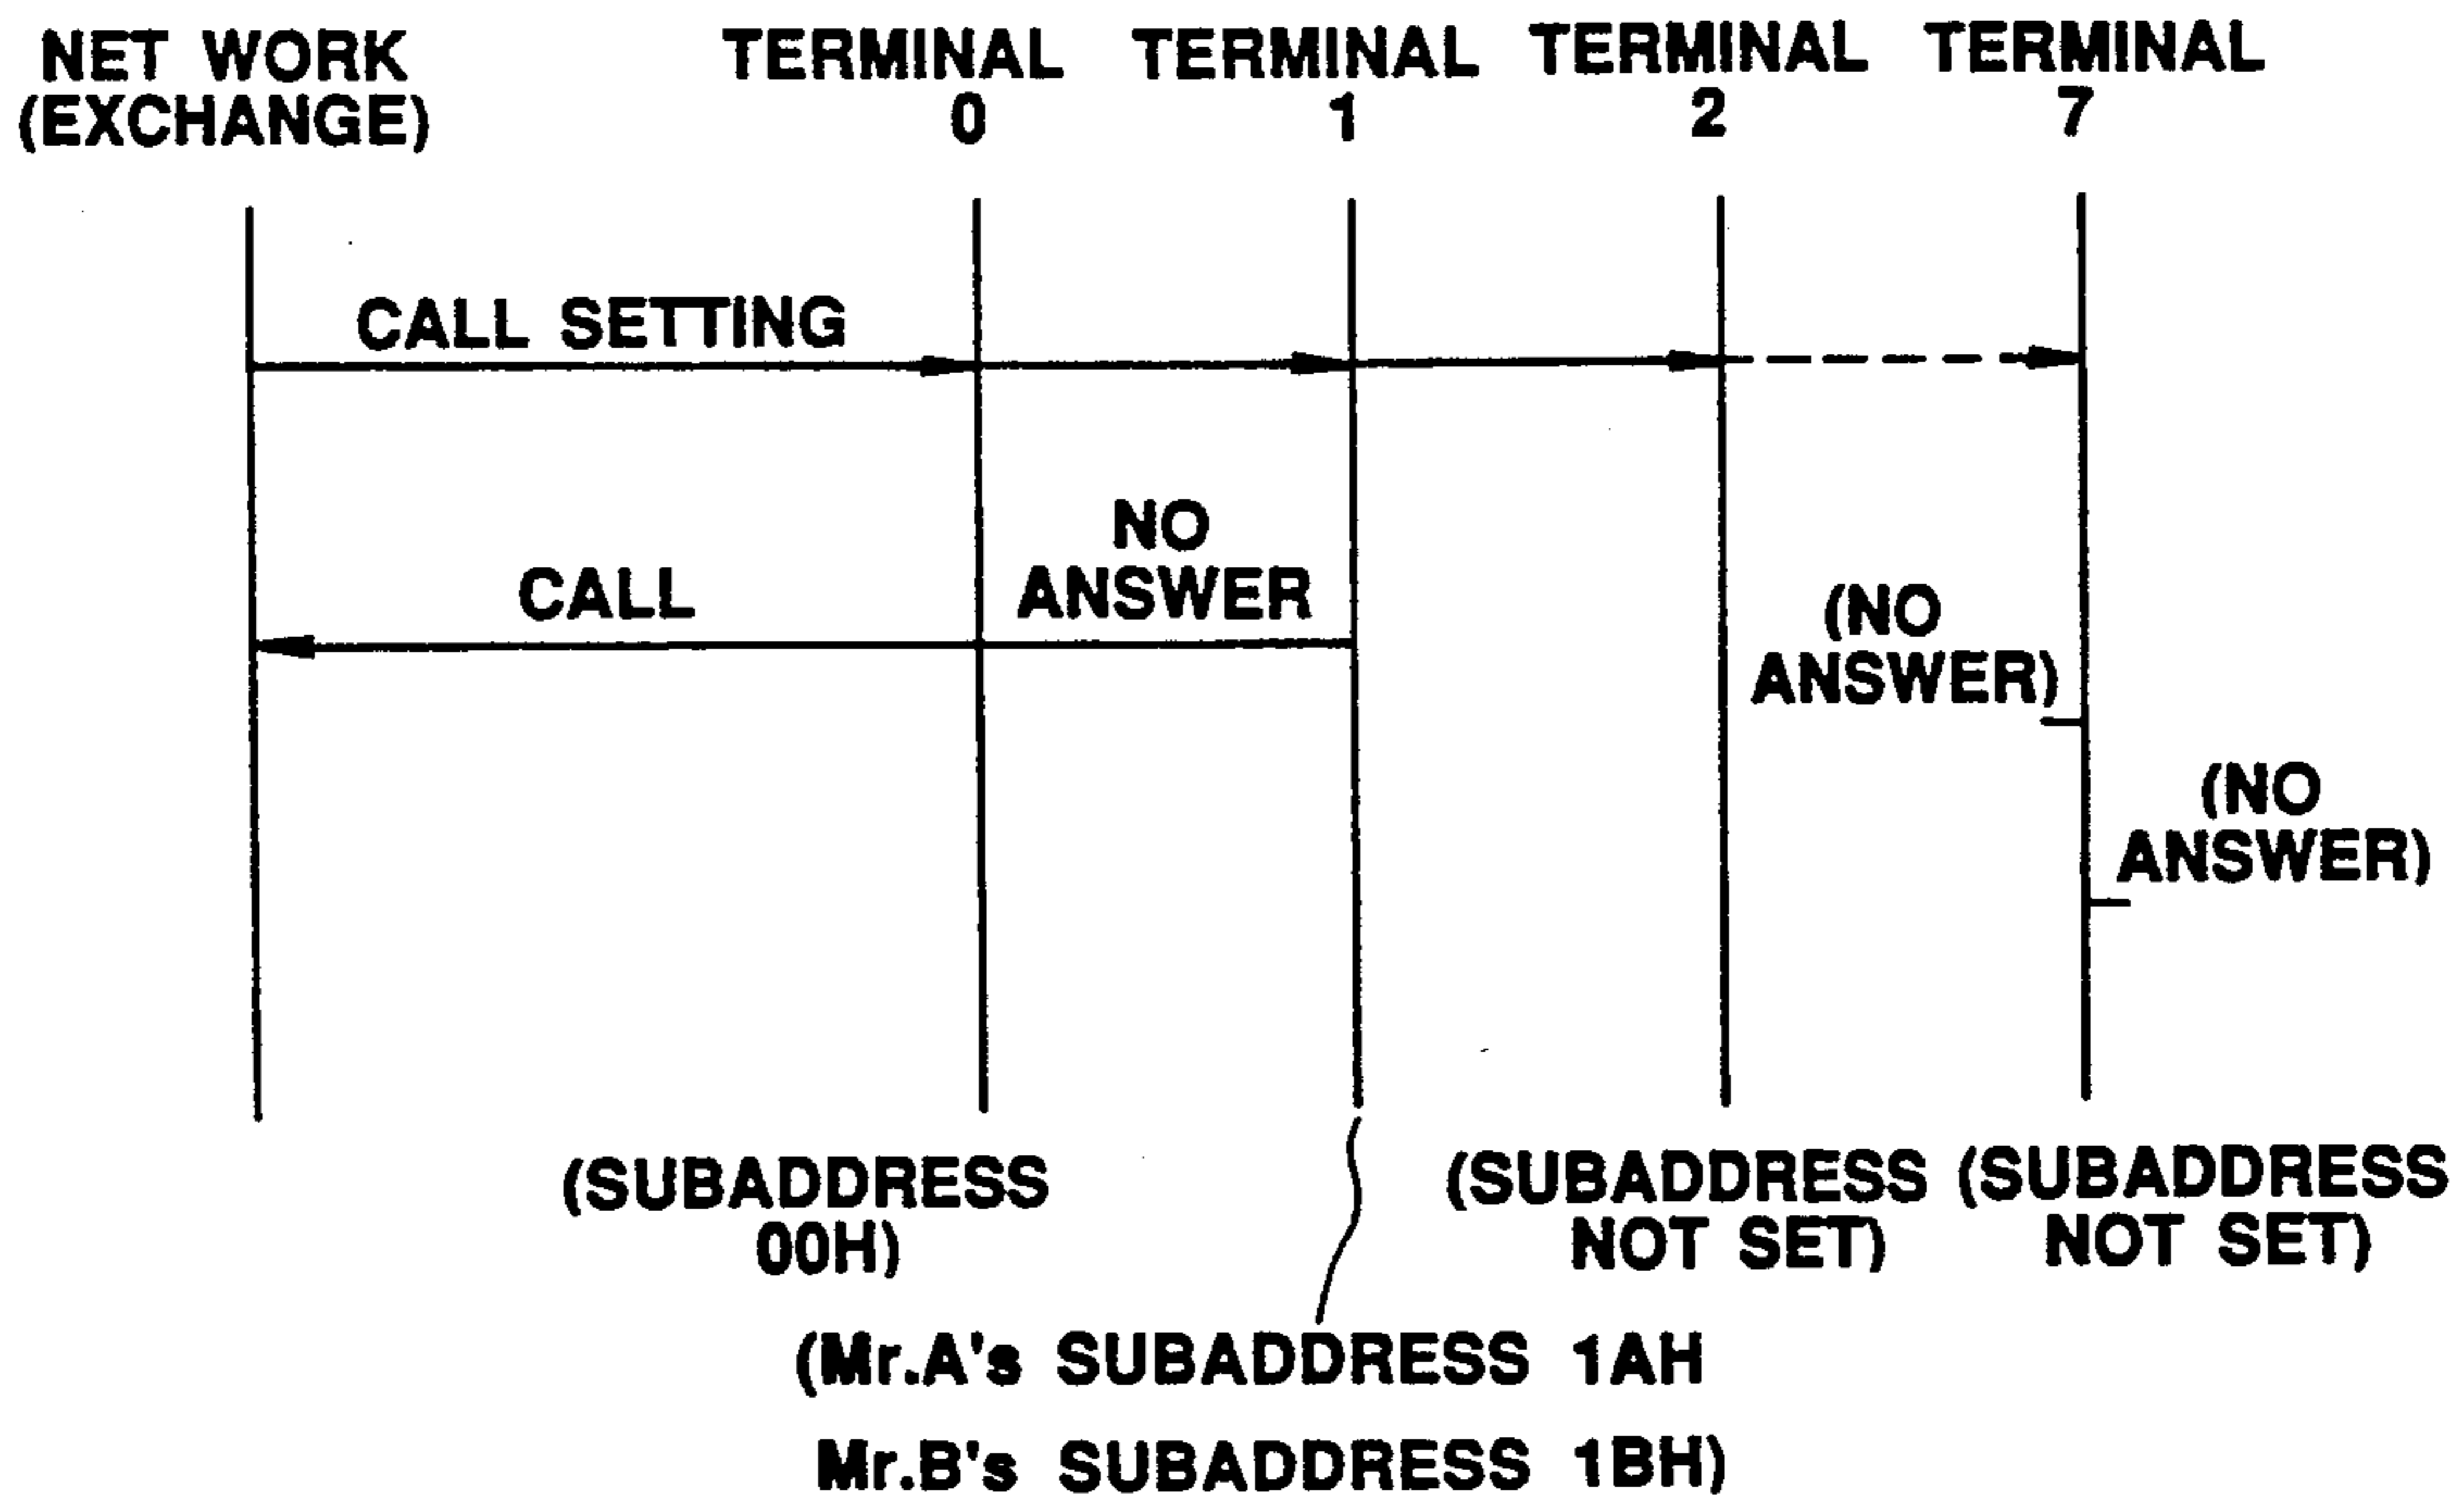 NET WORK
(EXCHANGE)
TERMINAL
0
TERMINAL
1
TERMINAL
2
TERMINAL
7
CALL SETTING
CALL
NO
ANSWER
(NO
ANSWER)
(NO
ANSWER)
(SUBADDRESS
00H)
(SUBADDRESS
NOT SET)
(SUBADDRESS
NOT SET)
(Mr.A's SUBADDRESS 1AH
Mr.B's SUBADDRESS 1BH)